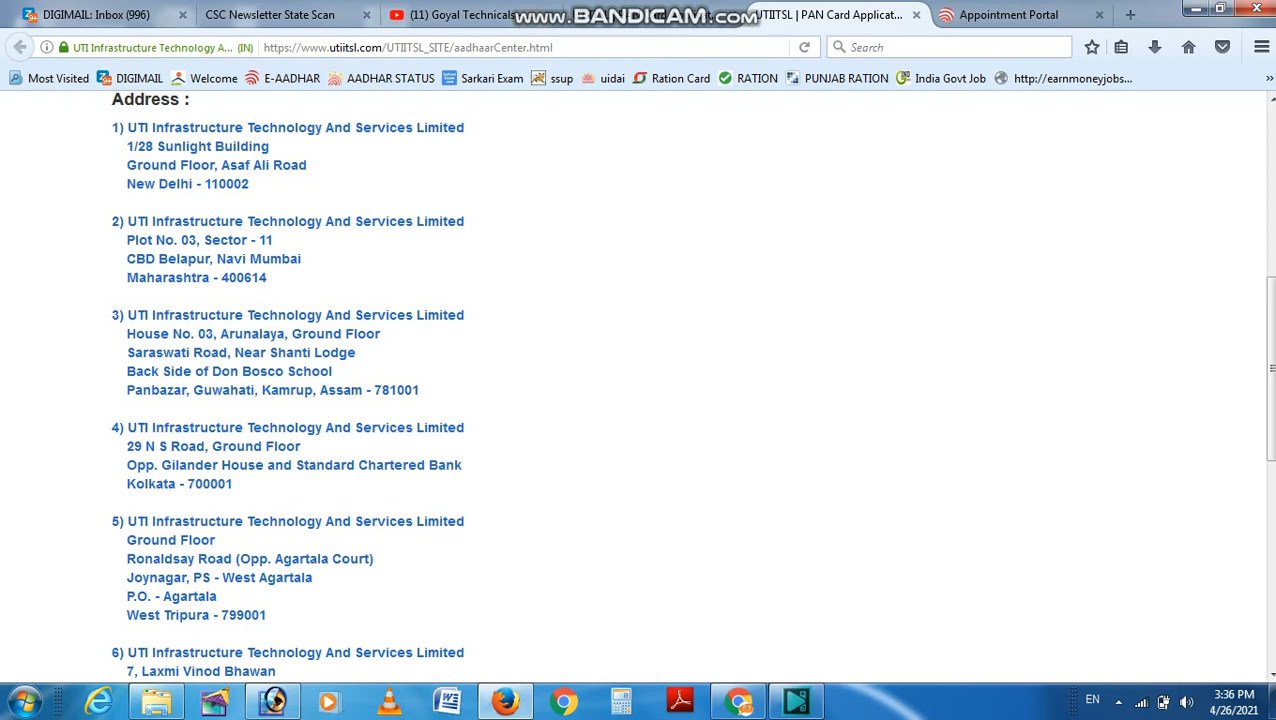 DIGIMAIL: Inbox (996)
CSC Newsletter State Scan
(11) Goyal Technicals
www.BANDICAM.com
UTIITSL | PAN Card Applicat...
Appointment Portal
UTI Infrastructure Technology A... (IN)
https://www.utiitsl.com/UTIITSL_SITE/aadhaarCenter.html
Search
Most Visited
DIGIMAIL
Welcome
E-AADHAR
AADHAR STATUS
Sarkari Exam
ssup
uidai
Ration Card
RATION
PUNJAB RATION
India Govt Job
http://earnmoneyjobs...
Address :
1) UTI Infrastructure Technology And Services Limited
1/28 Sunlight Building
Ground Floor, Asaf Ali Road
New Delhi - 110002
2) UTI Infrastructure Technology And Services Limited
Plot No. 03, Sector - 11
CBD Belapur, Navi Mumbai
Maharashtra - 400614
3) UTI Infrastructure Technology And Services Limited
House No. 03, Arunalaya, Ground Floor
Saraswati Road, Near Shanti Lodge
Back Side of Don Bosco School
Panbazar, Guwahati, Kamrup, Assam - 781001
4) UTI Infrastructure Technology And Services Limited
29 N S Road, Ground Floor
Opp. Gilander House and Standard Chartered Bank
Kolkata - 700001
5) UTI Infrastructure Technology And Services Limited
Ground Floor
Ronaldsay Road (Opp. Agartala Court)
Joynagar, PS - West Agartala
P.O. - Agartala
West Tripura - 799001
6) UTI Infrastructure Technology And Services Limited
7, Laxmi Vinod Bhawan
EN
3:36 PM
4/26/2021